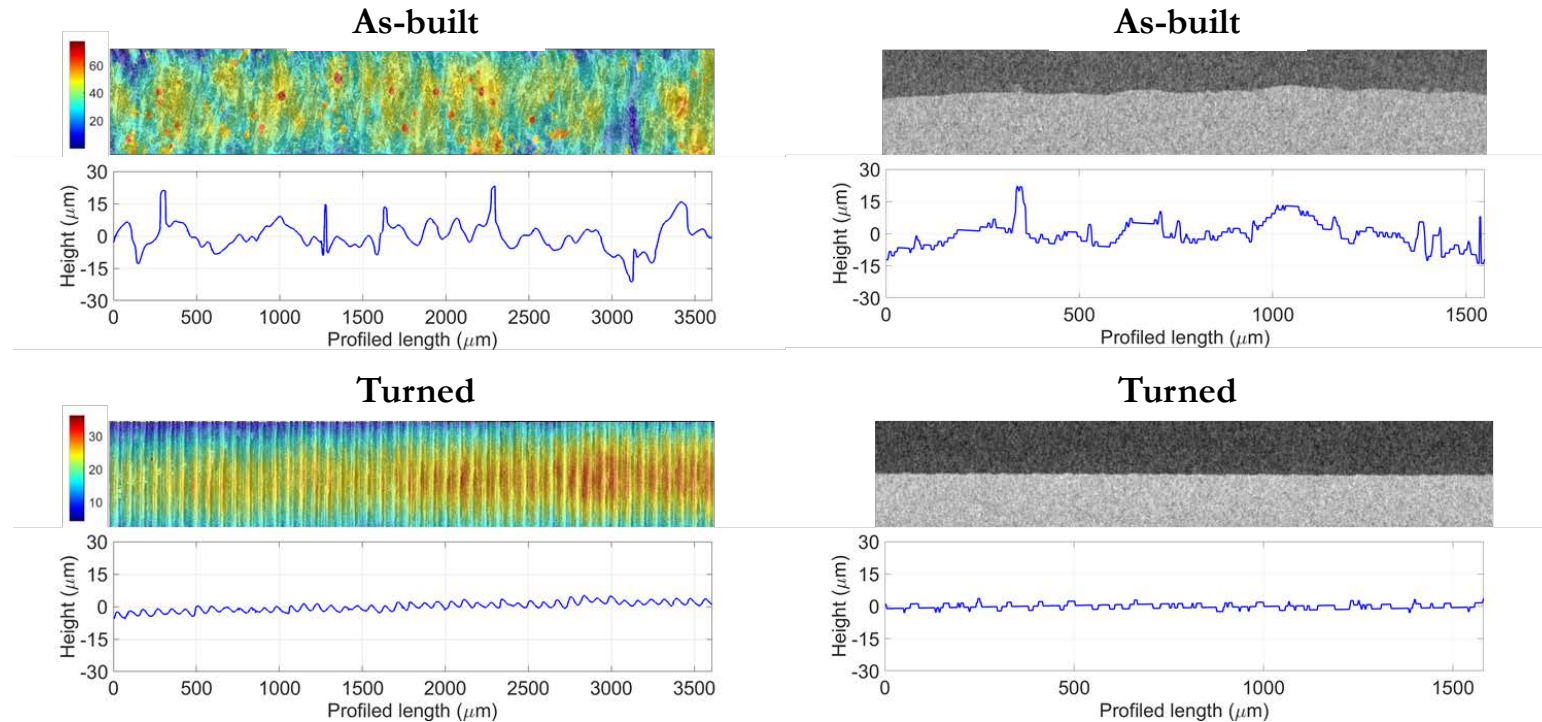 As-built
60
40
20
30
15
0
-15
-30
Height (μm)
0 500 1000 1500 2000 2500 3000 3500
Profiled length (μm)
As-built
30
15
0
-15
-30
Height (μm)
0 500 1000 1500
Profiled length (μm)
Turned
30
20
10
30
15
0
-15
-30
Height (μm)
0 500 1000 1500 2000 2500 3000 3500
Profiled length (μm)
Turned
30
15
0
-15
-30
Height (μm)
0 500 1000 1500
Profiled length (μm)